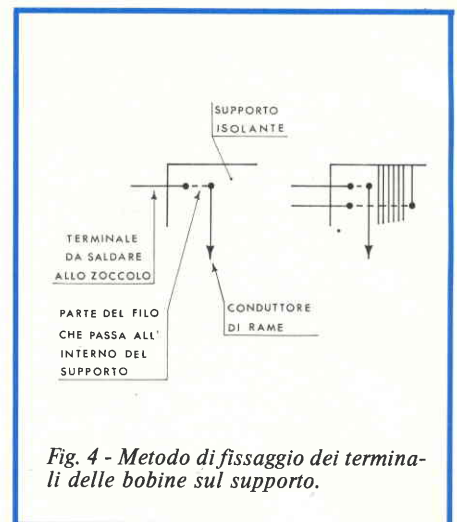 SUPPORTO
ISOLANTE
TERMINALE
DA SALDARE
ALLO ZOCCOLO
PARTE DEL FILO
CHE PASSA ALL'
INTERNO DEL
SUPPORTO
CONDUTTORE
DI RAME
Fig. 4 - Metodo di fissaggio dei termina-
li delle bobine sul supporto.